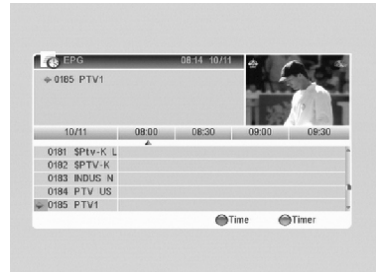 EPG 08:14 10/11
0185 PTV1
10/11 08:00 08:30 09:00 09:30
0181 $Ptv-K L
0182 $PTV-K
0183 INDUS N
0184 PTV US
0185 PTV1
Time Timer